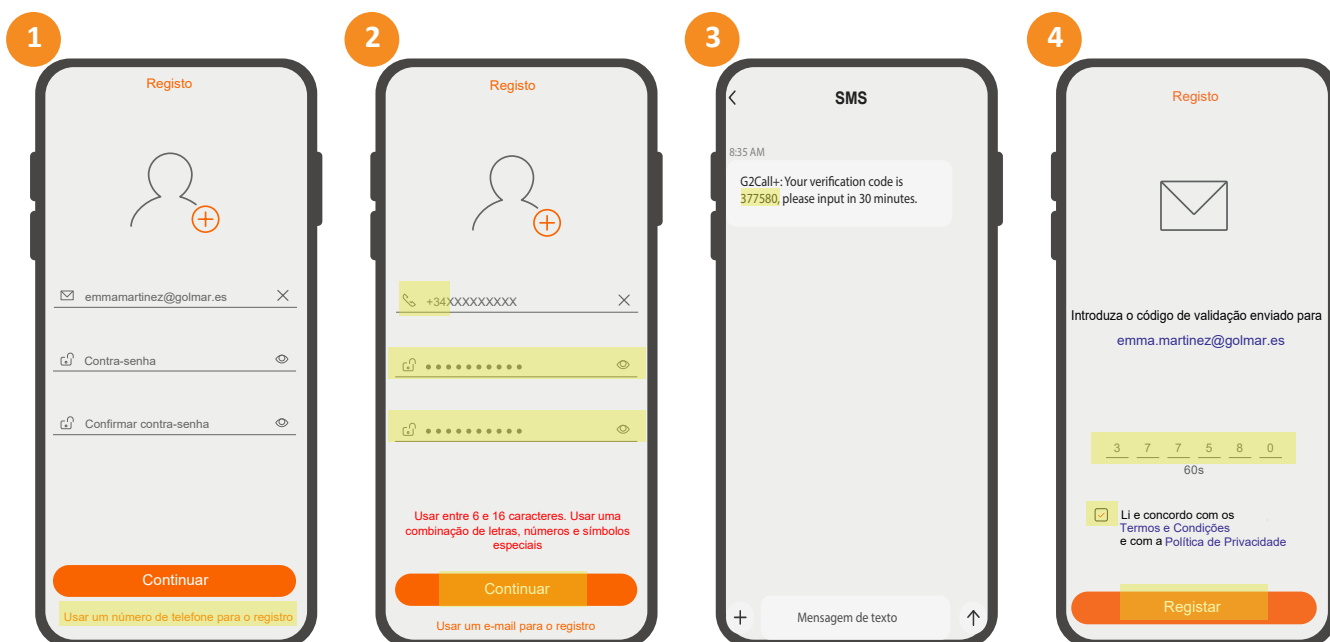 1
Registo
emmamartinez@golmar.es
Contra-senha
Confirmar contra-senha
Continuar
Usar um número de telefone para o registro
2
Registo
+34XXXXXXXXX
Usar entre 6 e 16 caracteres. Usar uma
combinação de letras, números e símbolos
especiais
Continuar
Usar um e-mail para o registro
3
SMS
8:35 AM
G2Call+: Your verification code is
377580, please input in 30 minutes.
Mensagem de texto
4
Registo
Introduza o código de validação enviado para
emma.martinez@golmar.es
3 7 7 5 8 0
60s
Li e concordo com os
Termos e Condições
e com a Política de Privacidade
Registar